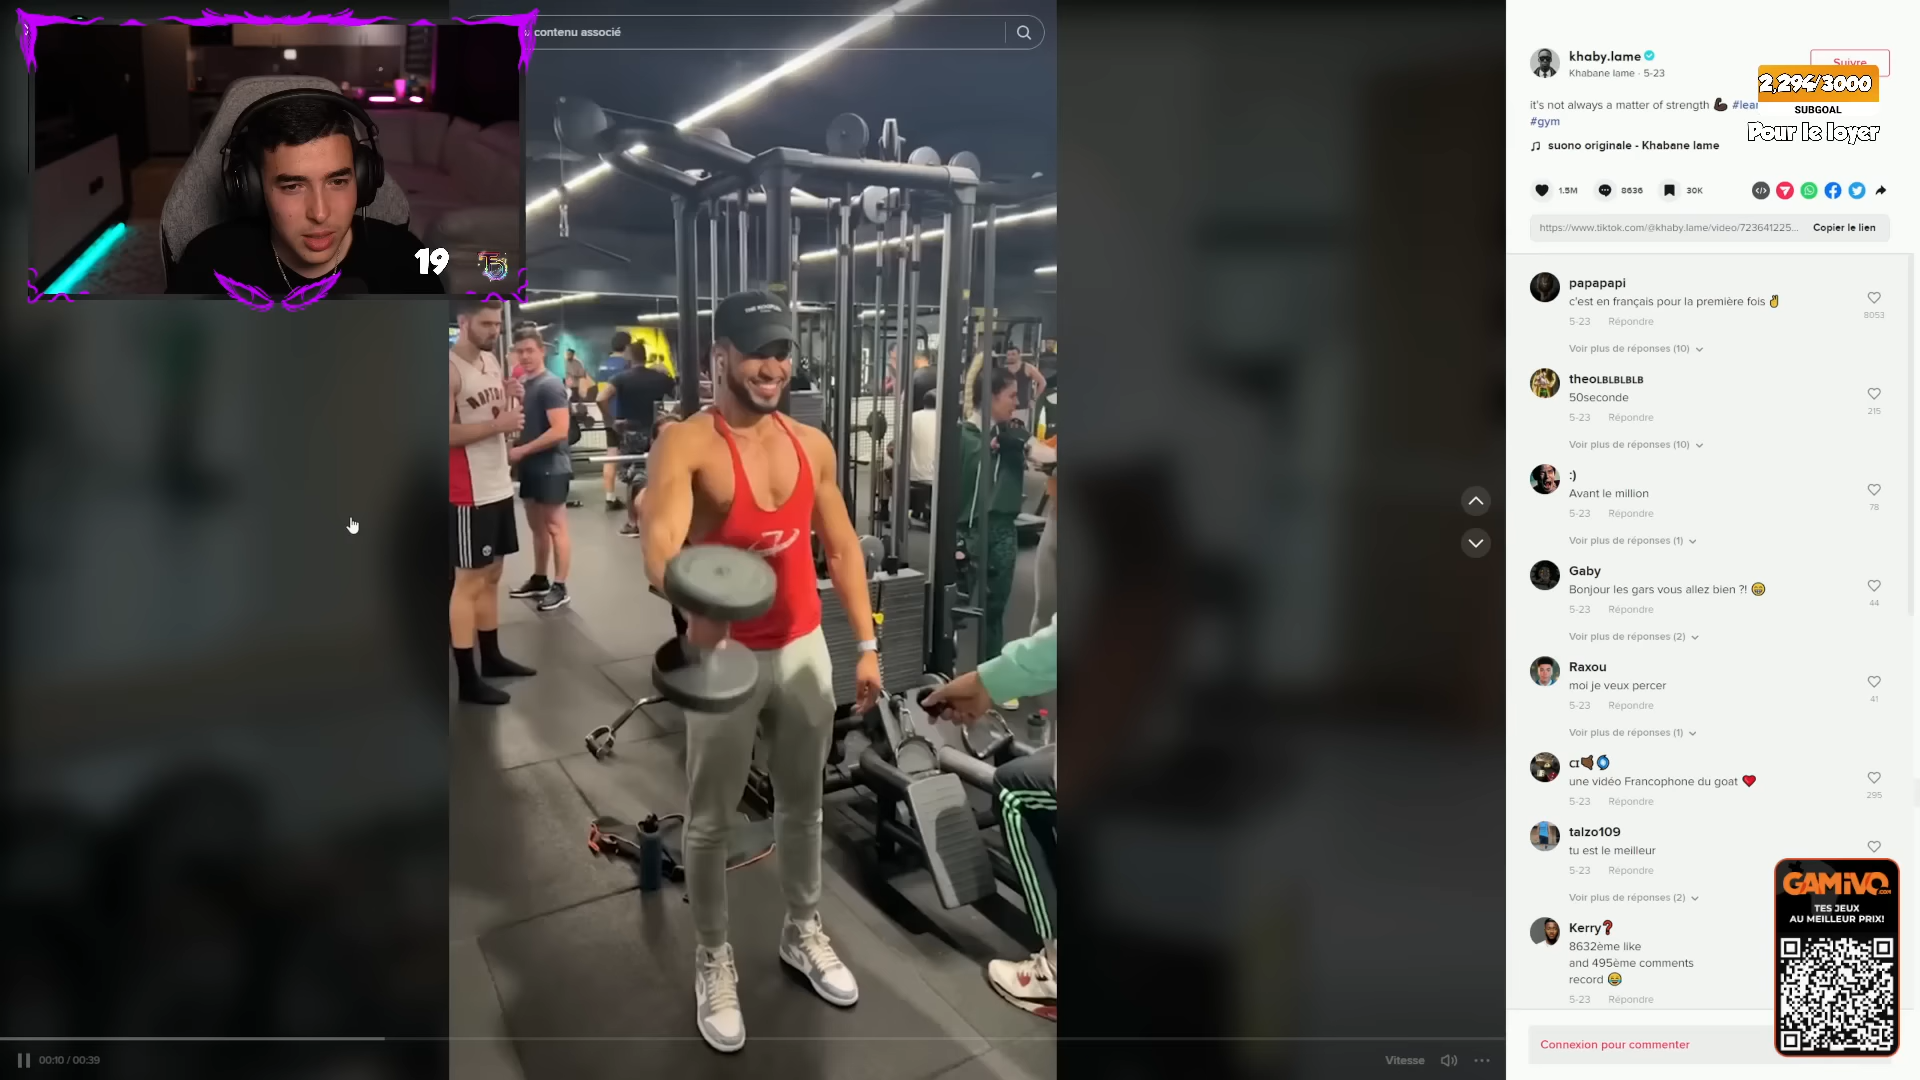 contenu associé
19
khaby.lame
Khabane lame · 5-23
Suivre
2,294/3000
SUBGOAL
Pour le loyer
it's not always a matter of strength 💪🏿 #lear
#gym
suono originale - Khabane lame
1.5M
8636
30K
https://www.tiktok.com/@khaby.lame/video/723641225...
Copier le lien
papapapi
c'est en français pour la première fois ✌
5-23 Répondre
8053
Voir plus de réponses (10)
theoLBLBLBLB
50seconde
5-23 Répondre
215
Voir plus de réponses (10)
:)
Avant le million
5-23 Répondre
78
Voir plus de réponses (1)
Gaby
Bonjour les gars vous allez bien ?! 😁
5-23 Répondre
44
Voir plus de réponses (2)
Raxou
moi je veux percer
5-23 Répondre
41
Voir plus de réponses (1)
une vidéo Francophone du goat ♥
5-23 Répondre
295
talzo109
tu est le meilleur
5-23 Répondre
Voir plus de réponses (2)
Kerry❓
8632ème like
and 495ème comments
record 😂
5-23 Répondre
Connexion pour commenter
GAMIVO.COM
TES JEUX
AU MEILLEUR PRIX!
00:10 / 00:39
Vitesse